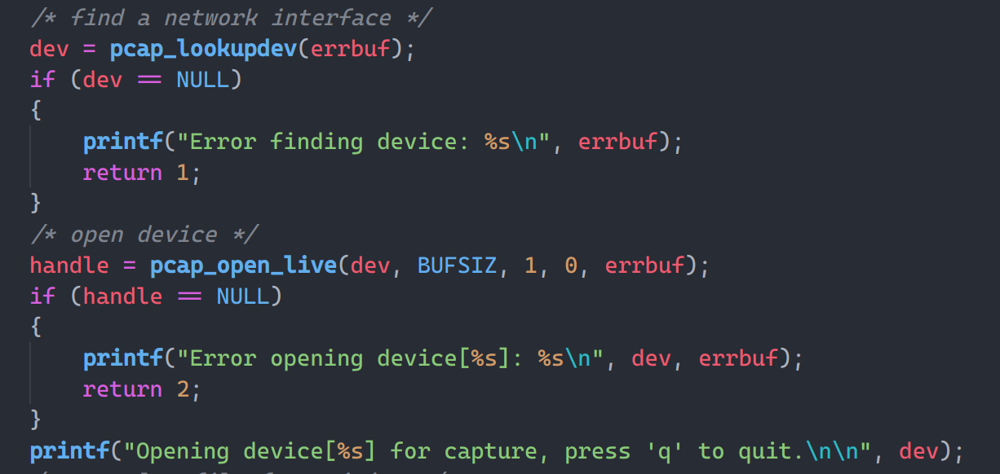 /* find a network interface */
dev = pcap_lookupdev(errbuf);
if (dev == NULL)
{
    printf("Error finding device: %s\n", errbuf);
    return 1;
}
/* open device */
handle = pcap_open_live(dev, BUFSIZ, 1, 0, errbuf);
if (handle == NULL)
{
    printf("Error opening device[%s]: %s\n", dev, errbuf);
    return 2;
}
printf("Opening device[%s] for capture, press 'q' to quit.\n\n", dev);